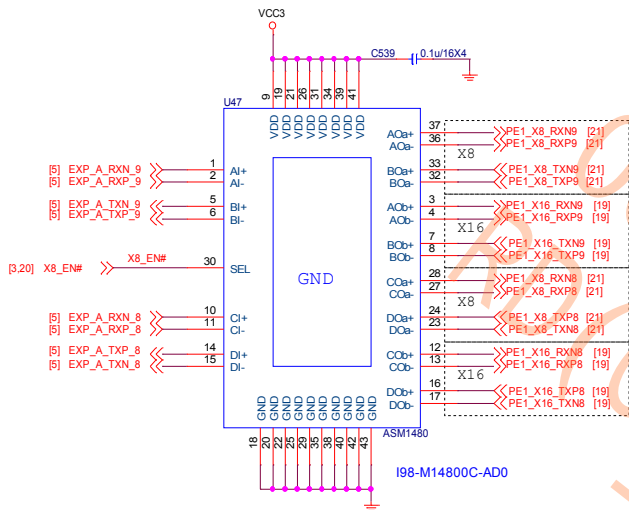 VCC3
C539 0.1u/16X4
U47
9 19 21 26 31 34 39 41
VDD VDD VDD VDD VDD VDD VDD VDD
[5] EXP_A_RXN_9 1 AI+
[5] EXP_A_RXP_9 2 AI-
[5] EXP_A_TXN_9 5 BI+
[5] EXP_A_TXP_9 6 BI-
[3,20] X8_EN# X8_EN# 30 SEL
[5] EXP_A_RXN_8 10 CI+
[5] EXP_A_RXP_8 11 CI-
[5] EXP_A_TXP_8 14 DI+
[5] EXP_A_TXN_8 15 DI-
GND
AOa+ 37 PE1_X8_RXN9 [21]
AOa- 36 PE1_X8_RXP9 [21]
X8
BOa+ 33 PE1_X8_TXN9 [21]
BOa- 32 PE1_X8_TXP9 [21]
AOb+ 3 PE1_X16_RXN9 [19]
AOb- 4 PE1_X16_RXP9 [19]
X16
BOb+ 7 PE1_X16_TXN9 [19]
BOb- 8 PE1_X16_TXP9 [19]
COa+ 28 PE1_X8_RXN8 [21]
COa- 27 PE1_X8_RXP8 [21]
X8
DOa+ 24 PE1_X8_TXP8 [21]
DOa- 23 PE1_X8_TXN8 [21]
COb+ 12 PE1_X16_RXN8 [19]
COb- 13 PE1_X16_RXP8 [19]
X16
DOb+ 16 PE1_X16_TXP8 [19]
DOb- 17 PE1_X16_TXN8 [19]
GND GND GND GND GND GND GND GND GND GND
18 20 22 25 29 35 38 40 42 43
ASM1480
I98-M14800C-AD0